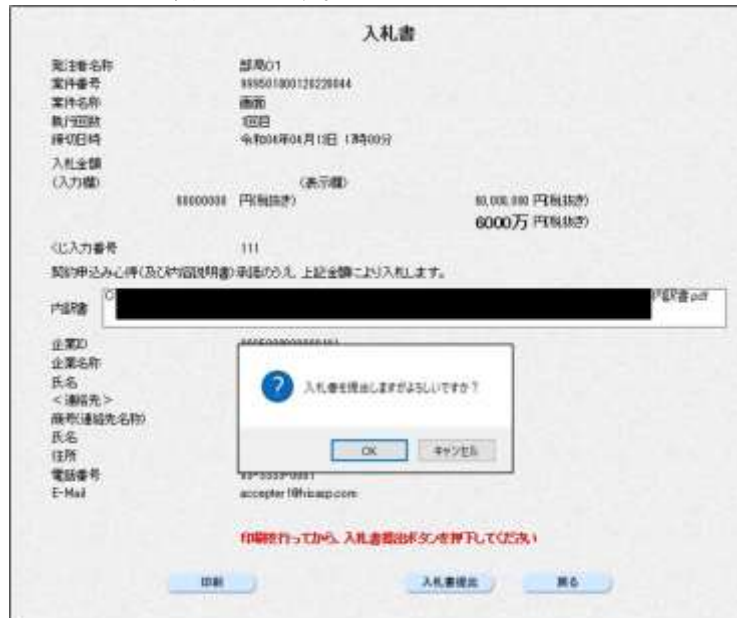 入札書
発注者名称 部局01
案件番号
案件名称 画面
執行回数 1回目
締切日時 令和04年04月11日 17時00分
入札金額
(入力欄) (表示欄)
60000000 円(税抜き) 60,000,000 円(税抜き)
6000万 円(税抜き)
くじ入力番号 111
契約申込み心得(及び内容説明書)承諾のうえ、上記金額により入札します。
内訳書 内訳書.pdf
企業ID
企業名称
氏名
入札書を提出しますがよろしいですか?
<連絡先>
商号(連絡先名称)
氏名
OK キャンセル
住所
電話番号
E-Mail
印刷を行ってから、入札書提出ボタンを押下してください
印刷 入札書提出 戻る